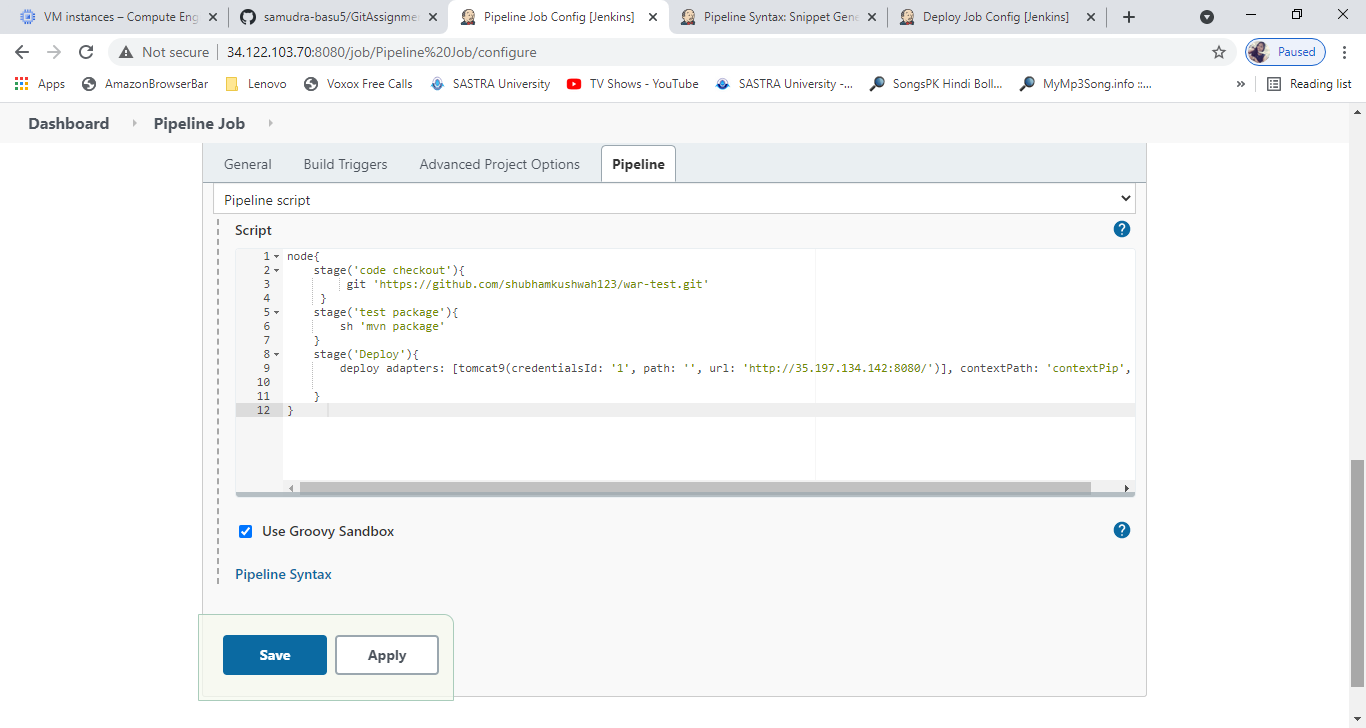 VM instances – Compute Eng
samudra-basu5/GitAssignme
Pipeline Job Config [Jenkins]
Pipeline Syntax: Snippet Gene
Deploy Job Config [Jenkins]
Not secure
34.122.103.70:8080/job/Pipeline%20Job/configure
Paused
Apps
AmazonBrowserBar
Lenovo
Voxox Free Calls
SASTRA University
TV Shows - YouTube
SASTRA University -...
SongsPK Hindi Boll...
MyMp3Song.info ::...
»
Reading list
Dashboard
Pipeline Job
General
Build Triggers
Advanced Project Options
Pipeline
Pipeline script
Script
?
1 node{
2 stage('code checkout'){
3 git 'https://github.com/shubhamkushwah123/war-test.git'
4 }
5 stage('test package'){
6 sh 'mvn package'
7 }
8 stage('Deploy'){
9 deploy adapters: [tomcat9(credentialsId: '1', path: '', url: 'http://35.197.134.142:8080/')], contextPath: 'contextPip',
10
11 }
12 }
Use Groovy Sandbox
?
Pipeline Syntax
Save
Apply